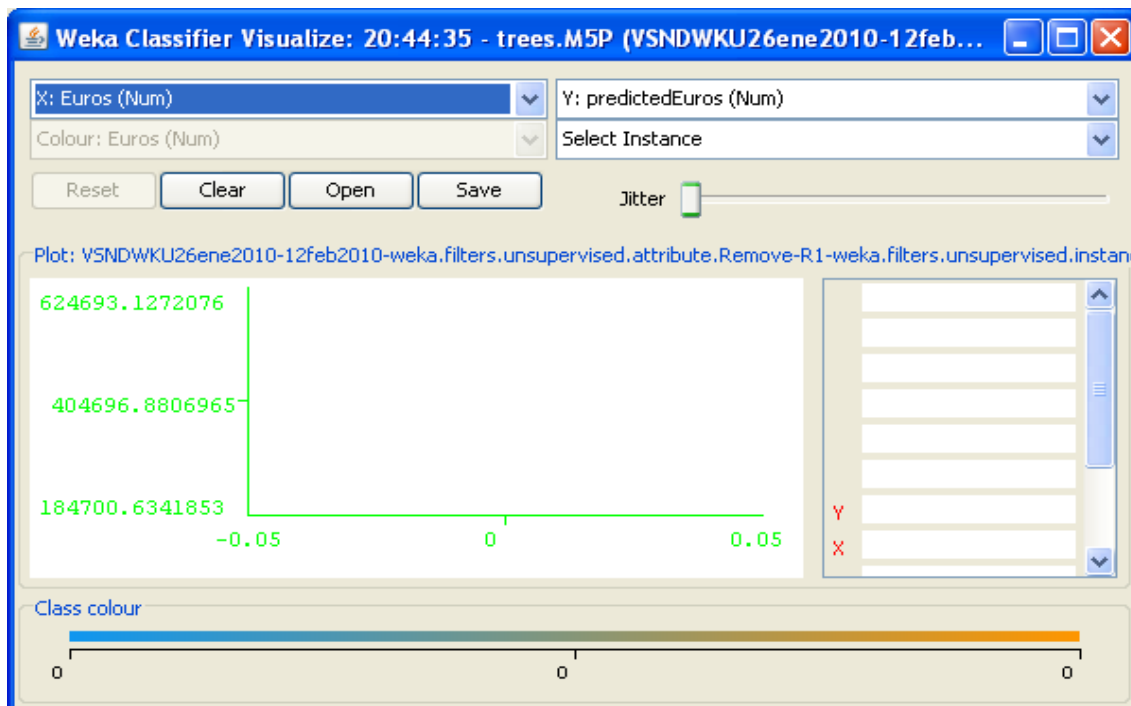 Weka Classifier Visualize: 20:44:35 - trees.M5P (VSNDWKU26ene2010-12feb...
X: Euros (Num) Y: predictedEuros (Num)
Colour: Euros (Num) Select Instance
Reset Clear Open Save Jitter
Plot: VSNDWKU26ene2010-12feb2010-weka.filters.unsupervised.attribute.Remove-R1-weka.filters.unsupervised.instan
624693.1272076
404696.8806965
184700.6341853
-0.05 0 0.05
Y
X
Class colour
0 0 0